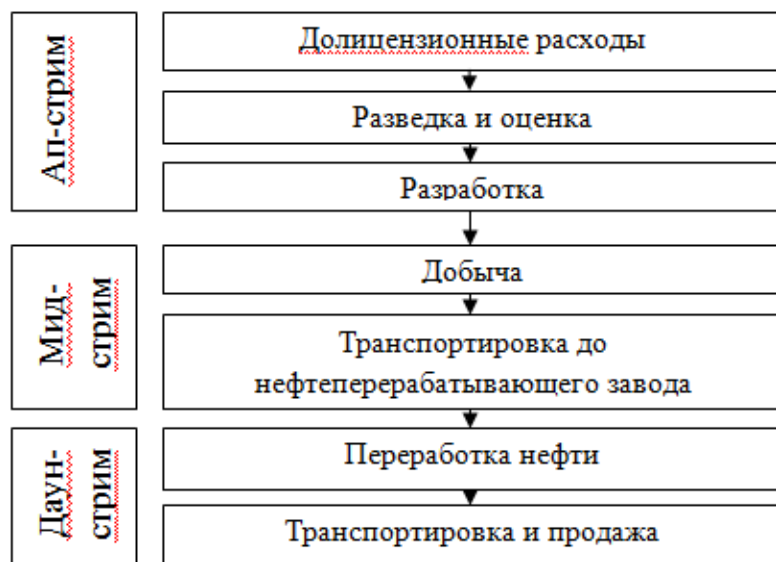 Ап-стрим
Долицензионные расходы
Разведка и оценка
Разработка
Мид-
стрим
Добыча
Транспортировка до
нефтеперерабатывающего завода
Даун-
стрим
Переработка нефти
Транспортировка и продажа